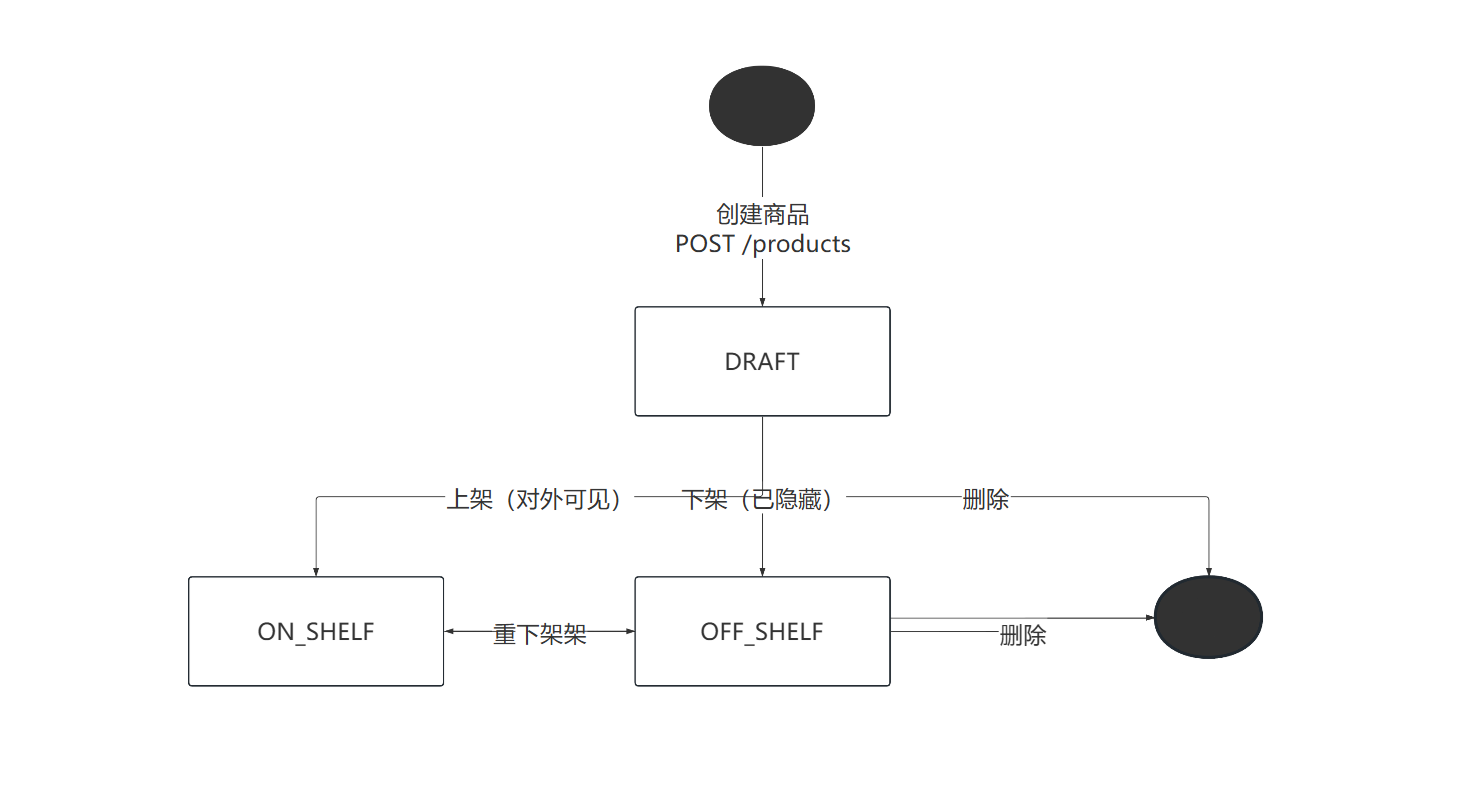 创建商品
POST /products
DRAFT
上架（对外可见）
下架（已隐藏）
删除
ON_SHELF
重下架架
OFF_SHELF
删除